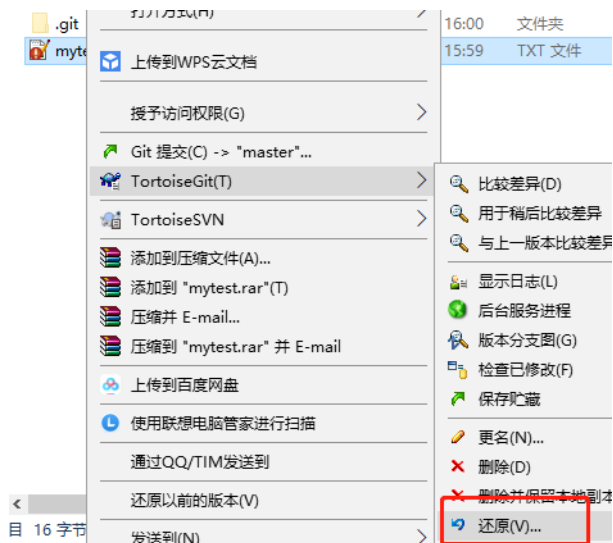 .git
16:00 文件夹
myte
15:59 TXT 文件
打开方式(H)
上传到WPS云文档
授予访问权限(G)
Git 提交(C) -> "master"...
TortoiseGit(T)
TortoiseSVN
添加到压缩文件(A)...
添加到 "mytest.rar"(T)
压缩并 E-mail...
压缩到 "mytest.rar" 并 E-mail
上传到百度网盘
使用联想电脑管家进行扫描
通过QQ/TIM发送到
还原以前的版本(V)
发送到(N)
比较差异(D)
用于稍后比较差异
与上一版本比较差异
显示日志(L)
后台服务进程
版本分支图(G)
检查已修改(F)
保存贮藏
更名(N)...
删除(D)
删除并保留本地副本
还原(V)...
目 16 字节